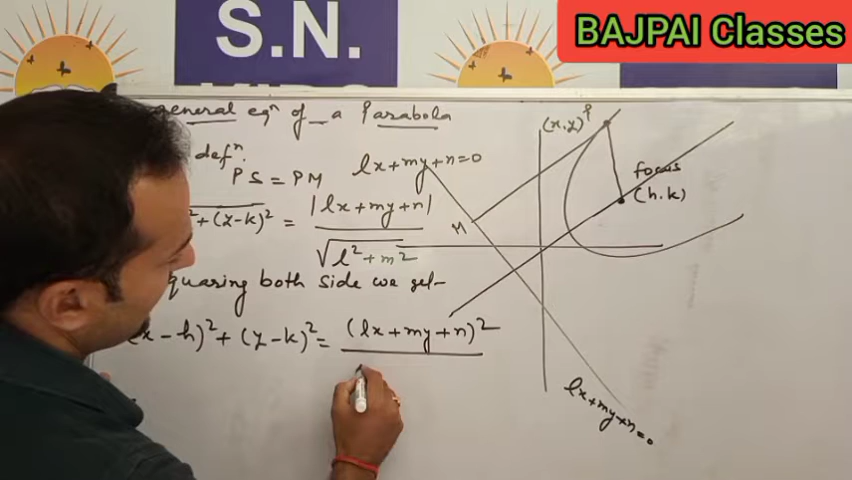 BAJPAI Classes
S.N.
general eqn of a Parabola
defn.
PS = PM
lx+my+n=0
(x.y) P
focus
(h.k)
M
²+(y-k)² = |lx+my+n|
√l²+m²
quaring both side we get-
x-h)²+(y-k)² = (lx+my+n)²
lx+my+n=0